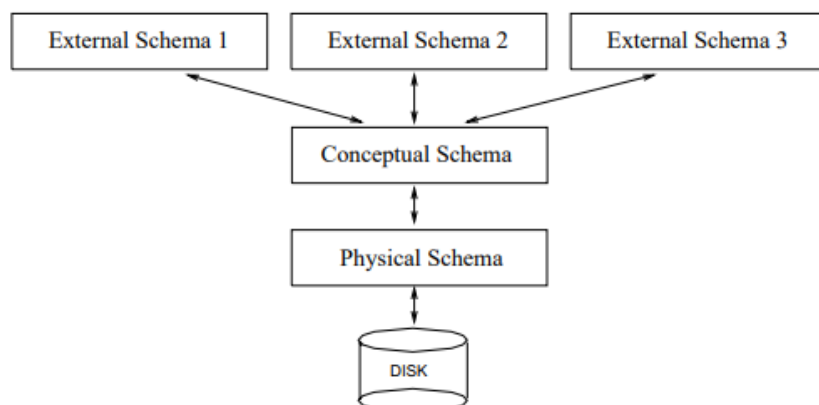 External Schema 1
External Schema 2
External Schema 3
Conceptual Schema
Physical Schema
DISK